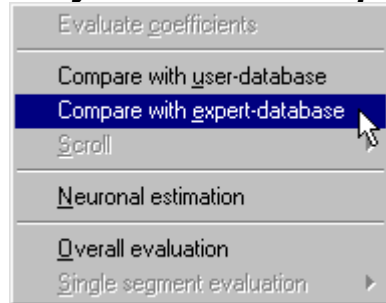 Evaluate coefficients
Compare with user-database
Compare with expert-database
Scroll
Neuronal estimation
Overall evaluation
Single segment evaluation